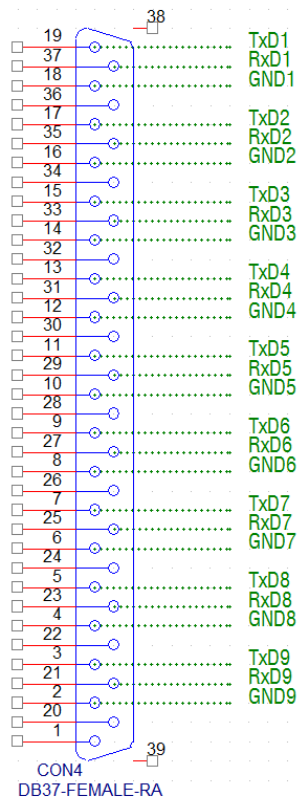 38
19 TxD1
37 RxD1
18 GND1
36
17 TxD2
35 RxD2
16 GND2
34
15 TxD3
33 RxD3
14 GND3
32
13 TxD4
31 RxD4
12 GND4
30
11 TxD5
29 RxD5
10 GND5
28
9 TxD6
27 RxD6
8 GND6
26
7 TxD7
25 RxD7
6 GND7
24
5 TxD8
23 RxD8
4 GND8
22
3 TxD9
21 RxD9
2 GND9
20
1
39
CON4
DB37-FEMALE-RA